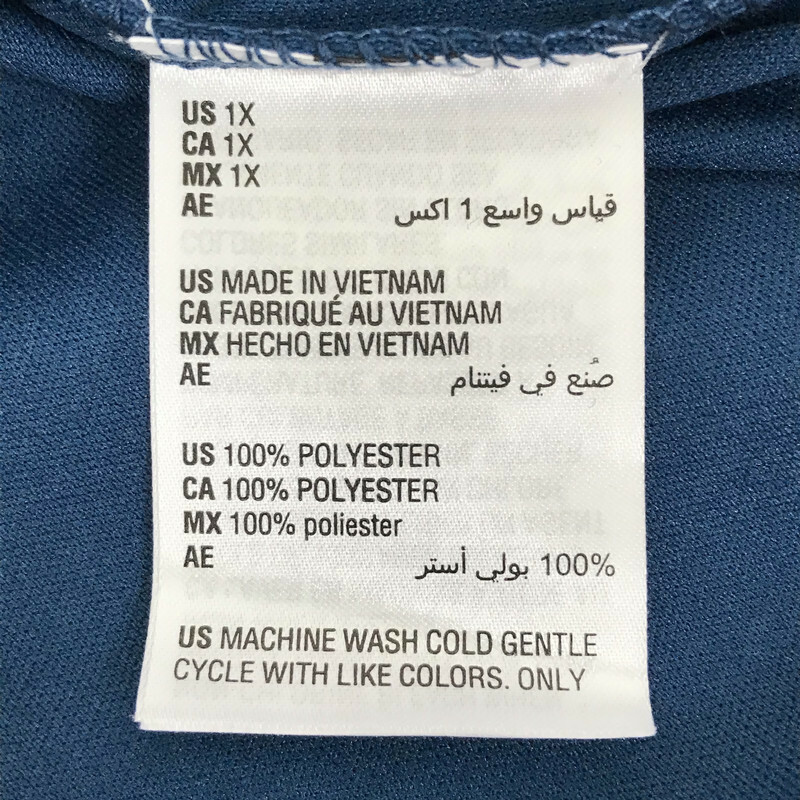 US 1X
CA 1X
MX 1X
AE قياس واسع 1 اكس
US MADE IN VIETNAM
CA FABRIQUÉ AU VIETNAM
MX HECHO EN VIETNAM
AE صُنع في فيتنام
US 100% POLYESTER
CA 100% POLYESTER
MX 100% poliester
AE 100% بولي أستر
US MACHINE WASH COLD GENTLE
CYCLE WITH LIKE COLORS. ONLY